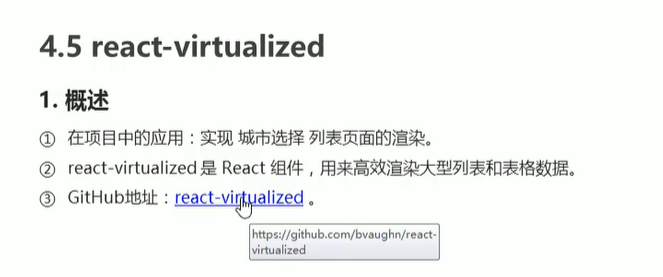 4.5 react-virtualized
1. 概述
① 在项目中的应用：实现 城市选择 列表页面的渲染。
② react-virtualized 是 React 组件，用来高效渲染大型列表和表格数据。
③ GitHub地址：react-virtualized 。
https://github.com/bvaughn/react-
virtualized